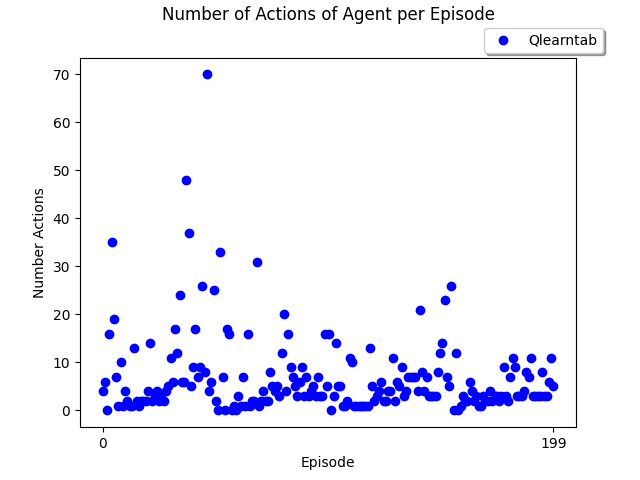 Number of Actions of Agent per Episode
Qlearntab
70
60
50
40
30
20
10
0
Number Actions
0 199
Episode